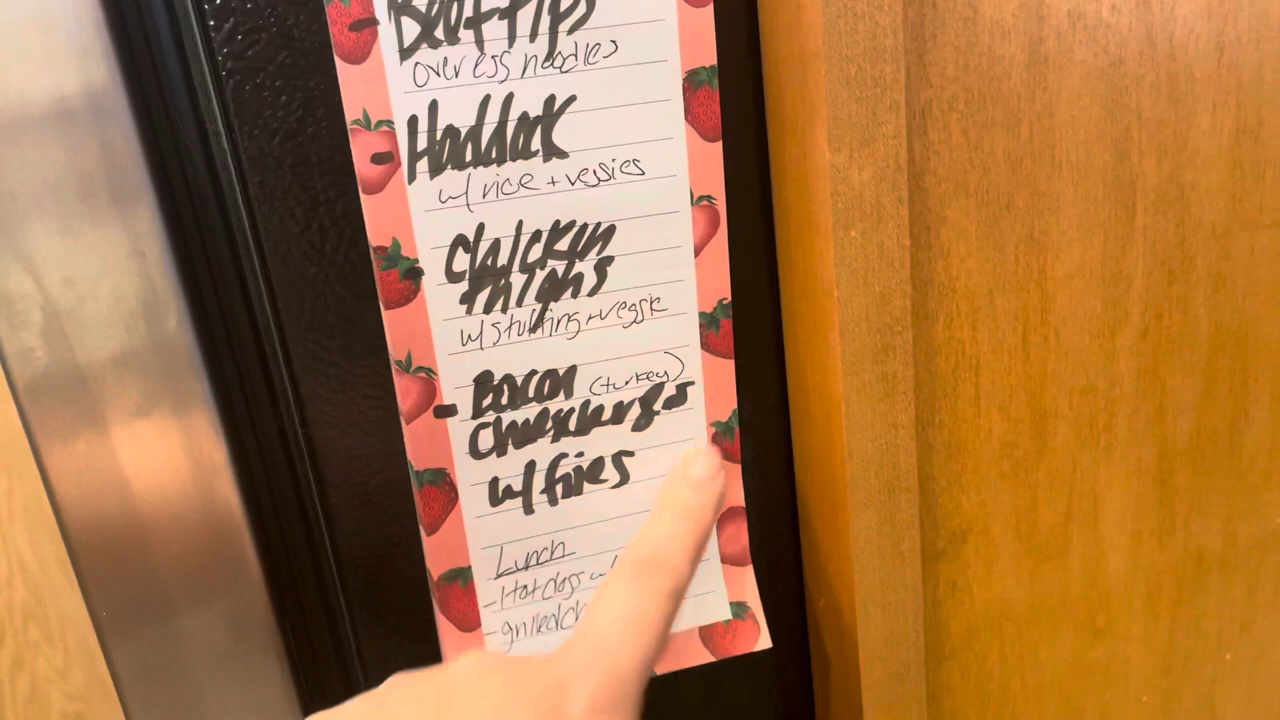 - Beef tips
over egg noodles
- Haddock
w/ rice + veggies
- Chicken
thighs
w/ stuffing + veggie
- Bacon (turkey)
Cheeseburgers
w/ fries
Lunch
- Hot dogs
- grilled